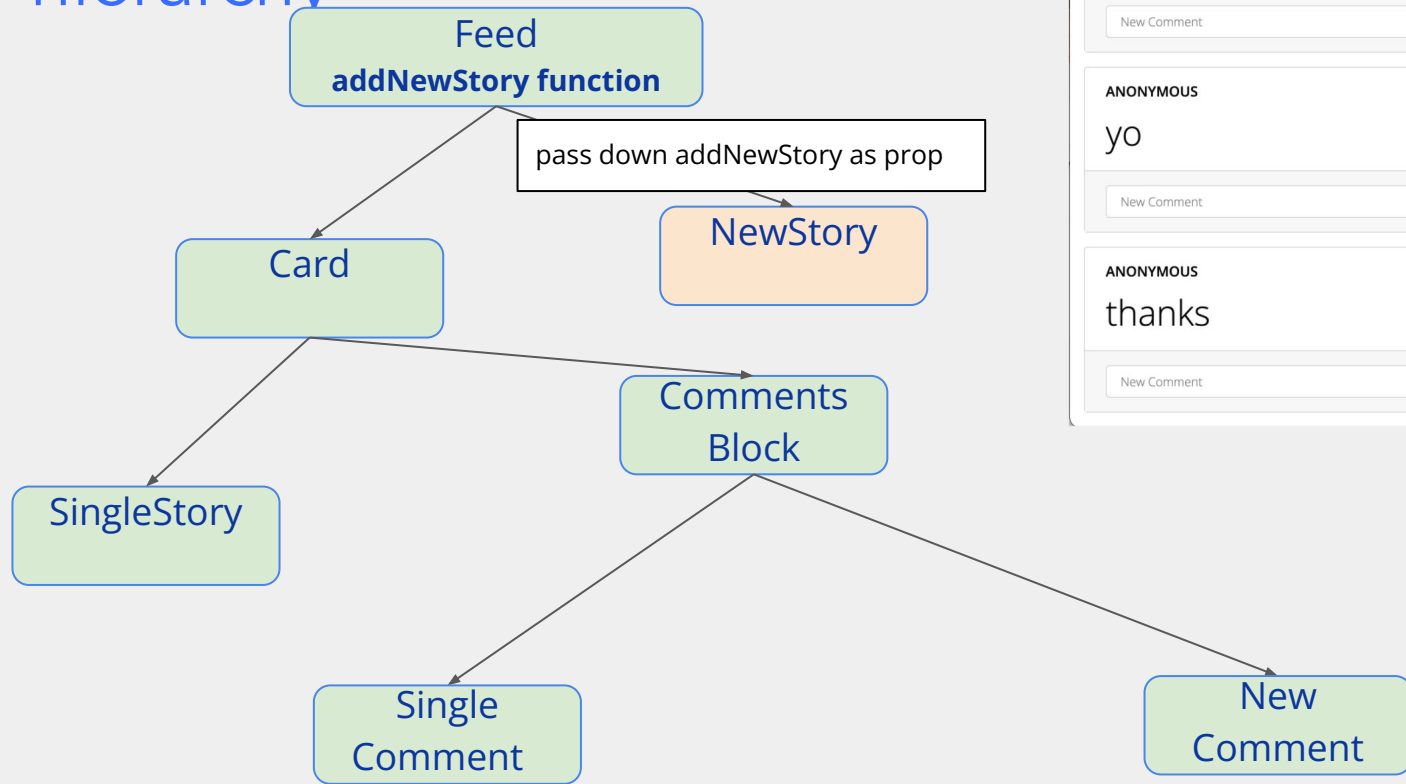 hierarchy
Feed
addNewStory function
pass down addNewStory as prop
NewStory
Card
Comments
Block
SingleStory
Single
Comment
New
Comment
New Comment
ANONYMOUS
yo
New Comment
ANONYMOUS
thanks
New Comment